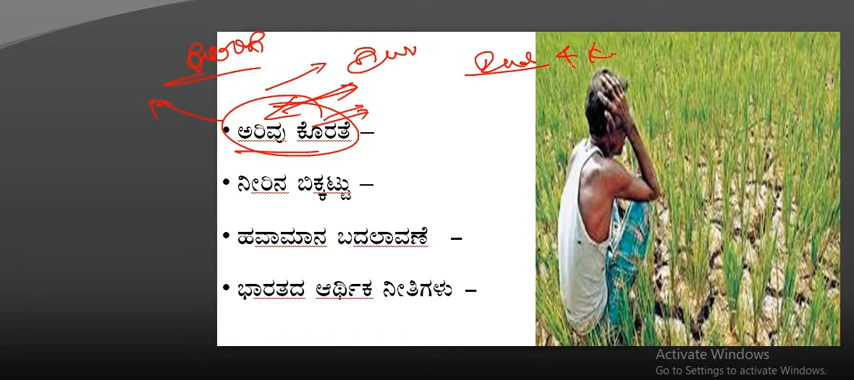 • ಅರಿವು ಕೊರತೆ –
• ನೀರಿನ ಬಿಕ್ಕಟ್ಟು –
• ಹವಾಮಾನ ಬದಲಾವಣೆ –
• ಭಾರತದ ಆರ್ಥಿಕ ನೀತಿಗಳು –
Activate Windows
Go to Settings to activate Windows.